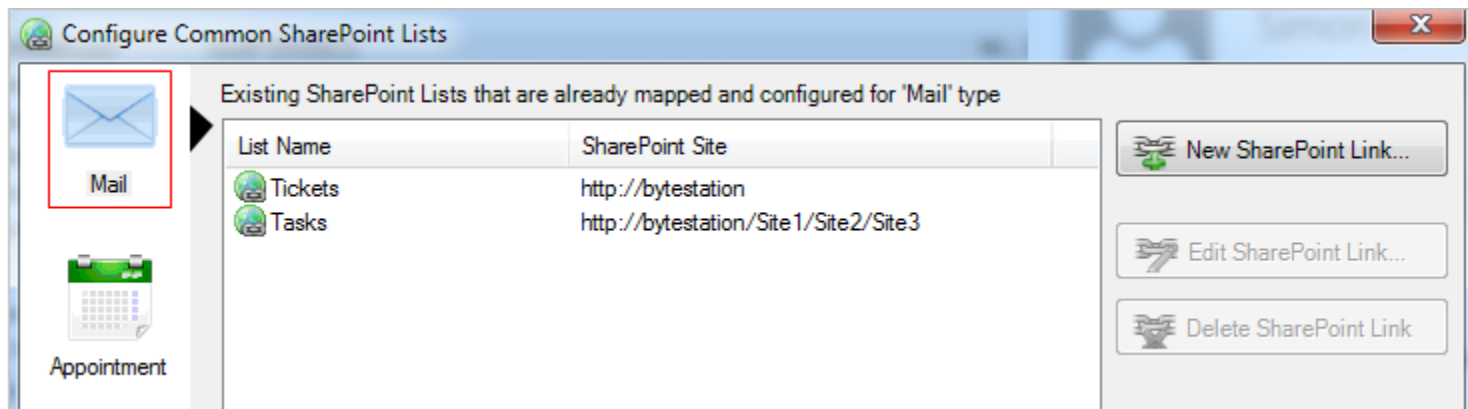 Configure Common SharePoint Lists
Existing SharePoint Lists that are already mapped and configured for 'Mail' type
Mail
Appointment
List Name SharePoint Site
Tickets http://bytestation
Tasks http://bytestation/Site1/Site2/Site3
New SharePoint Link...
Edit SharePoint Link...
Delete SharePoint Link